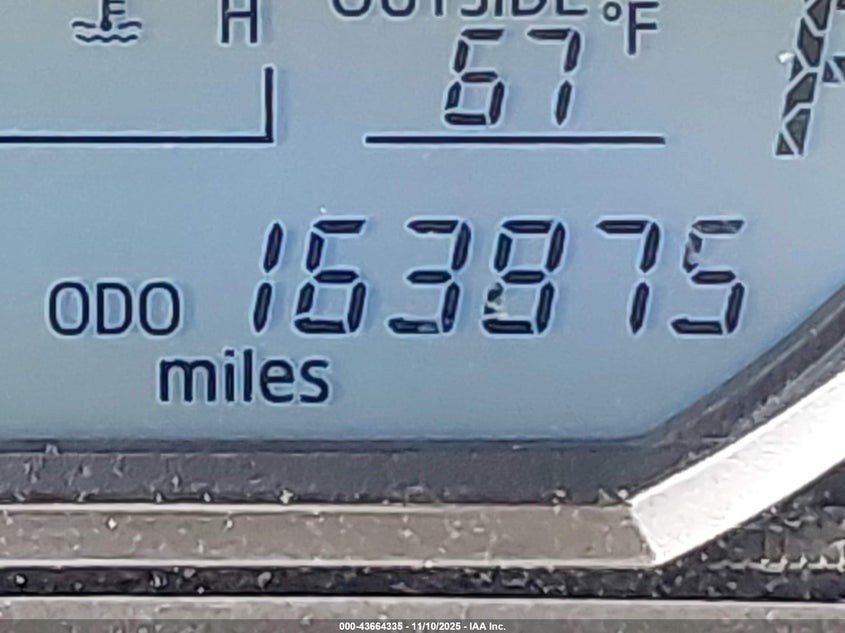 H
OUTSIDE °F
67
ODO 163875
miles
000-43664335 - 11/10/2025 - IAA Inc.